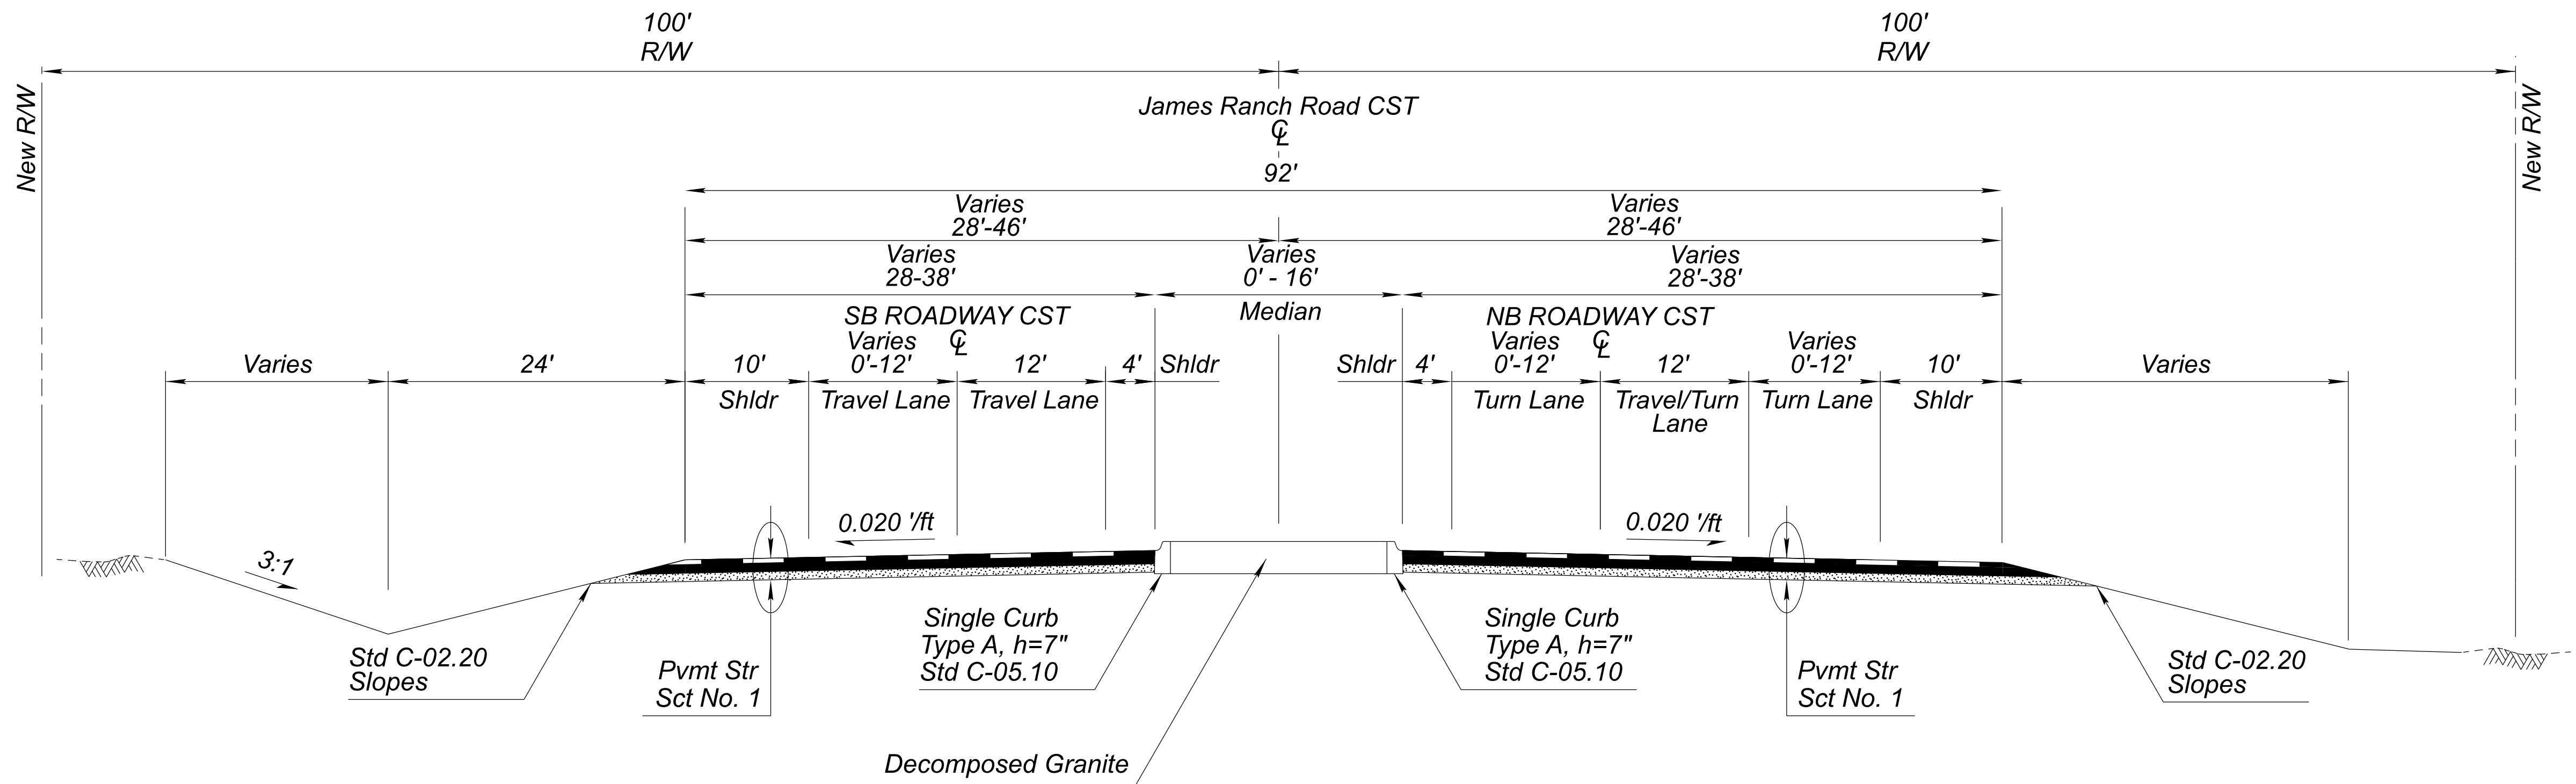 100'
R/W
100'
R/W
New R/W
New R/W
James Ranch Road CST
℄
92'
Varies
28'-46'
Varies
28'-46'
Varies
28-38'
Varies
0' - 16'
Varies
28'-38'
Median
SB ROADWAY CST
℄
NB ROADWAY CST
℄
Varies
24'
10'
Shldr
Varies
0'-12'
Travel Lane
12'
Travel Lane
4'
Shldr
Shldr
4'
Varies
0'-12'
Turn Lane
12'
Travel/Turn
Lane
Varies
0'-12'
Turn Lane
10'
Shldr
Varies
0.020 '/ft
0.020 '/ft
3:1
Std C-02.20
Slopes
Pvmt Str
Sct No. 1
Single Curb
Type A, h=7"
Std C-05.10
Single Curb
Type A, h=7"
Std C-05.10
Pvmt Str
Sct No. 1
Std C-02.20
Slopes
Decomposed Granite